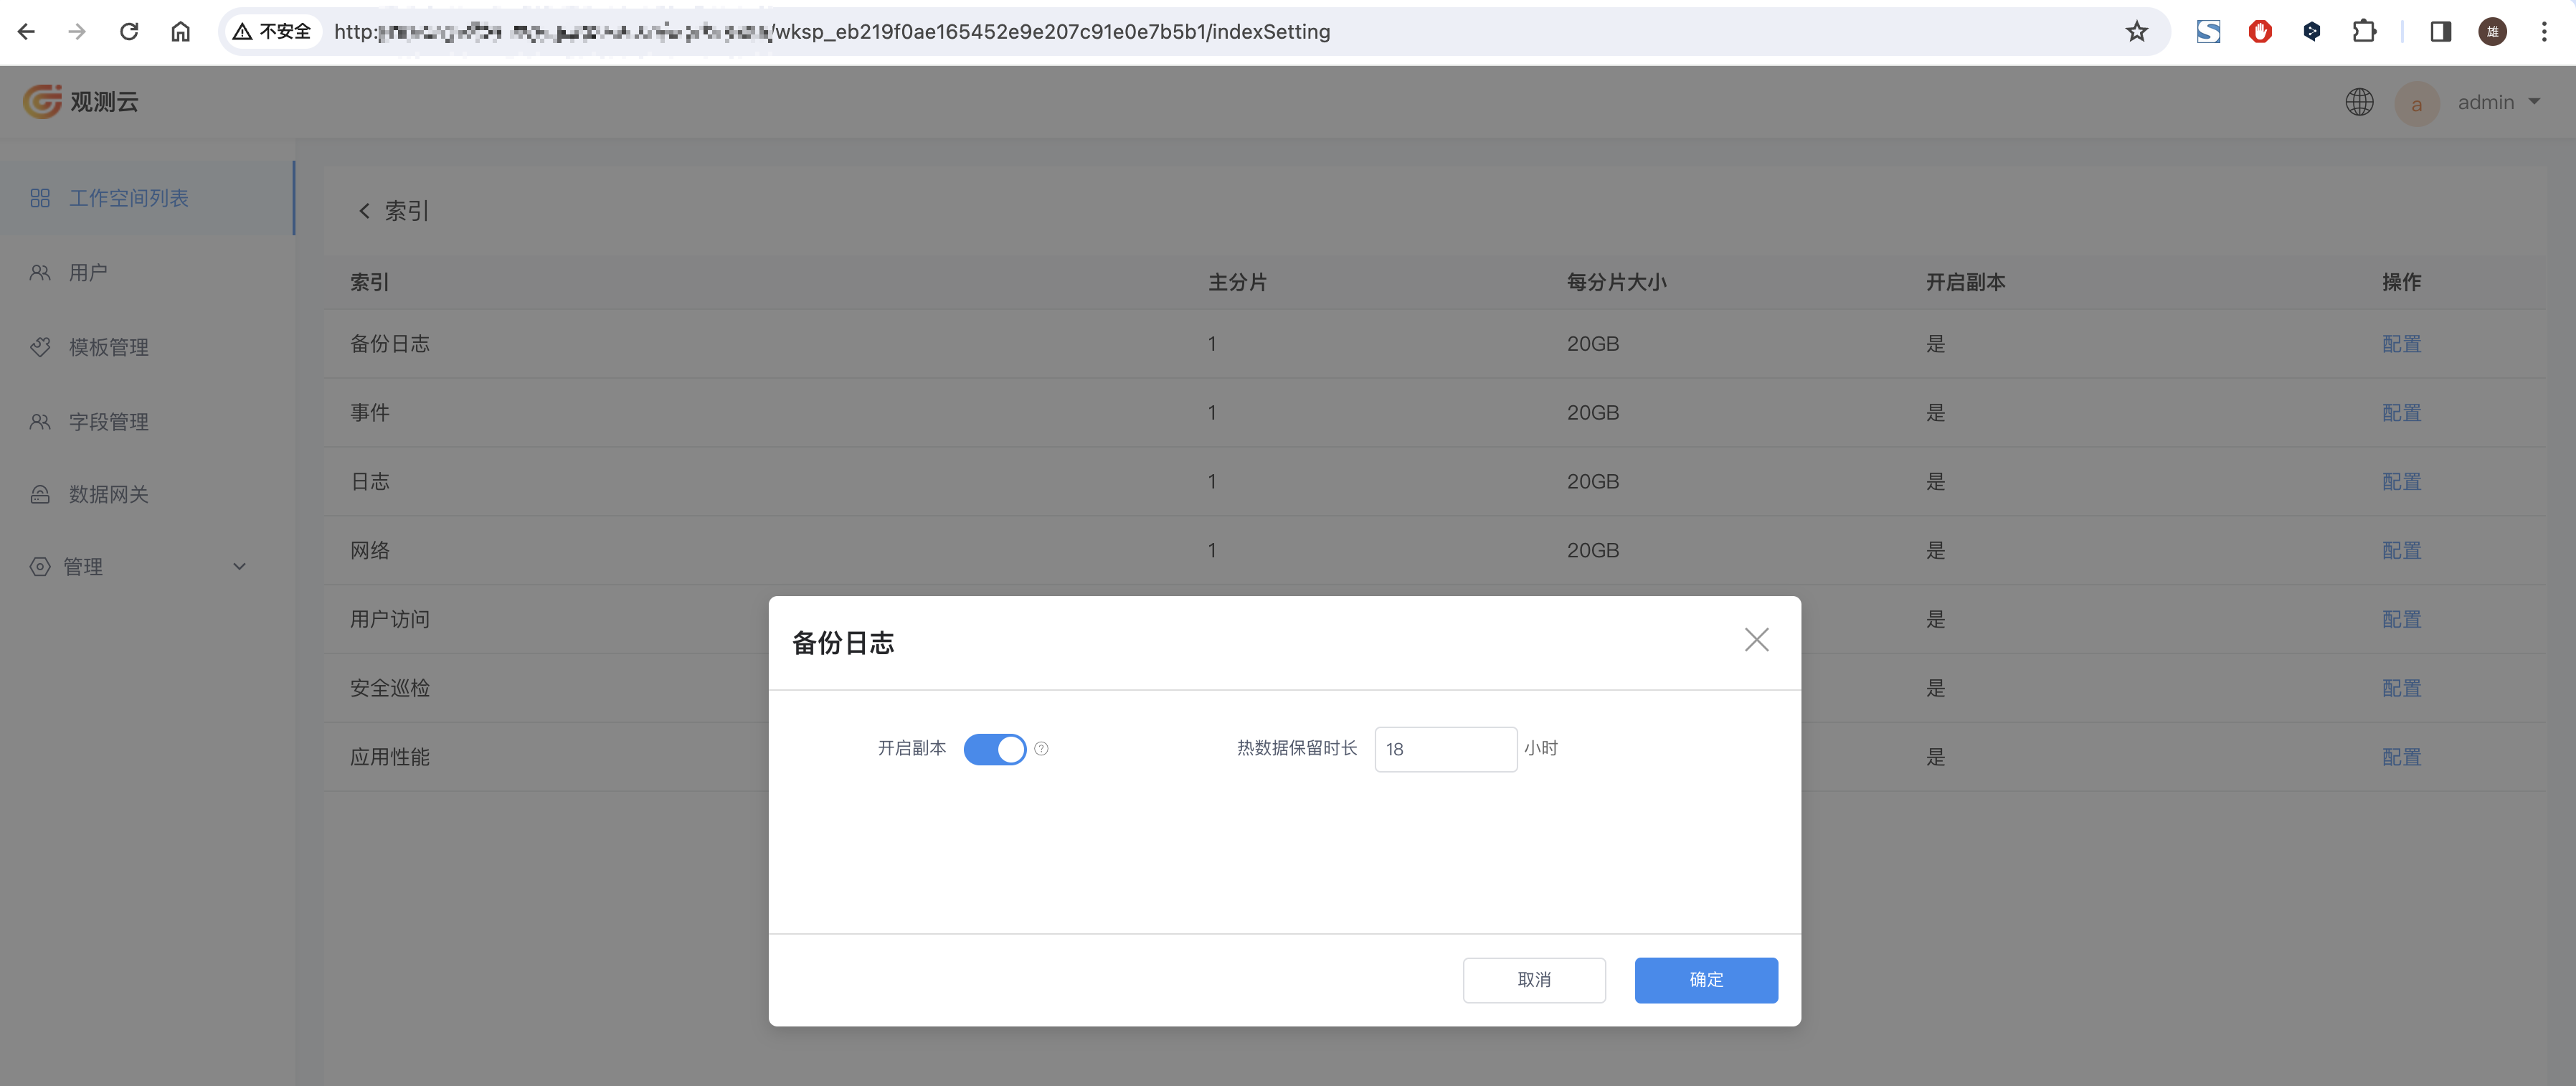 不安全 http: /wksp_eb219f0ae165452e9e207c91e0e7b5b1/indexSetting 雄
观测云 a admin
工作空间列表
用户
模板管理
字段管理
数据网关
管理
索引
索引 主分片 每分片大小 开启副本 操作
备份日志 1 20GB 是 配置
事件 1 20GB 是 配置
日志 1 20GB 是 配置
网络 1 20GB 是 配置
用户访问 是 配置
安全巡检 是 配置
应用性能 是 配置
备份日志
开启副本 热数据保留时长 18 小时
取消 确定